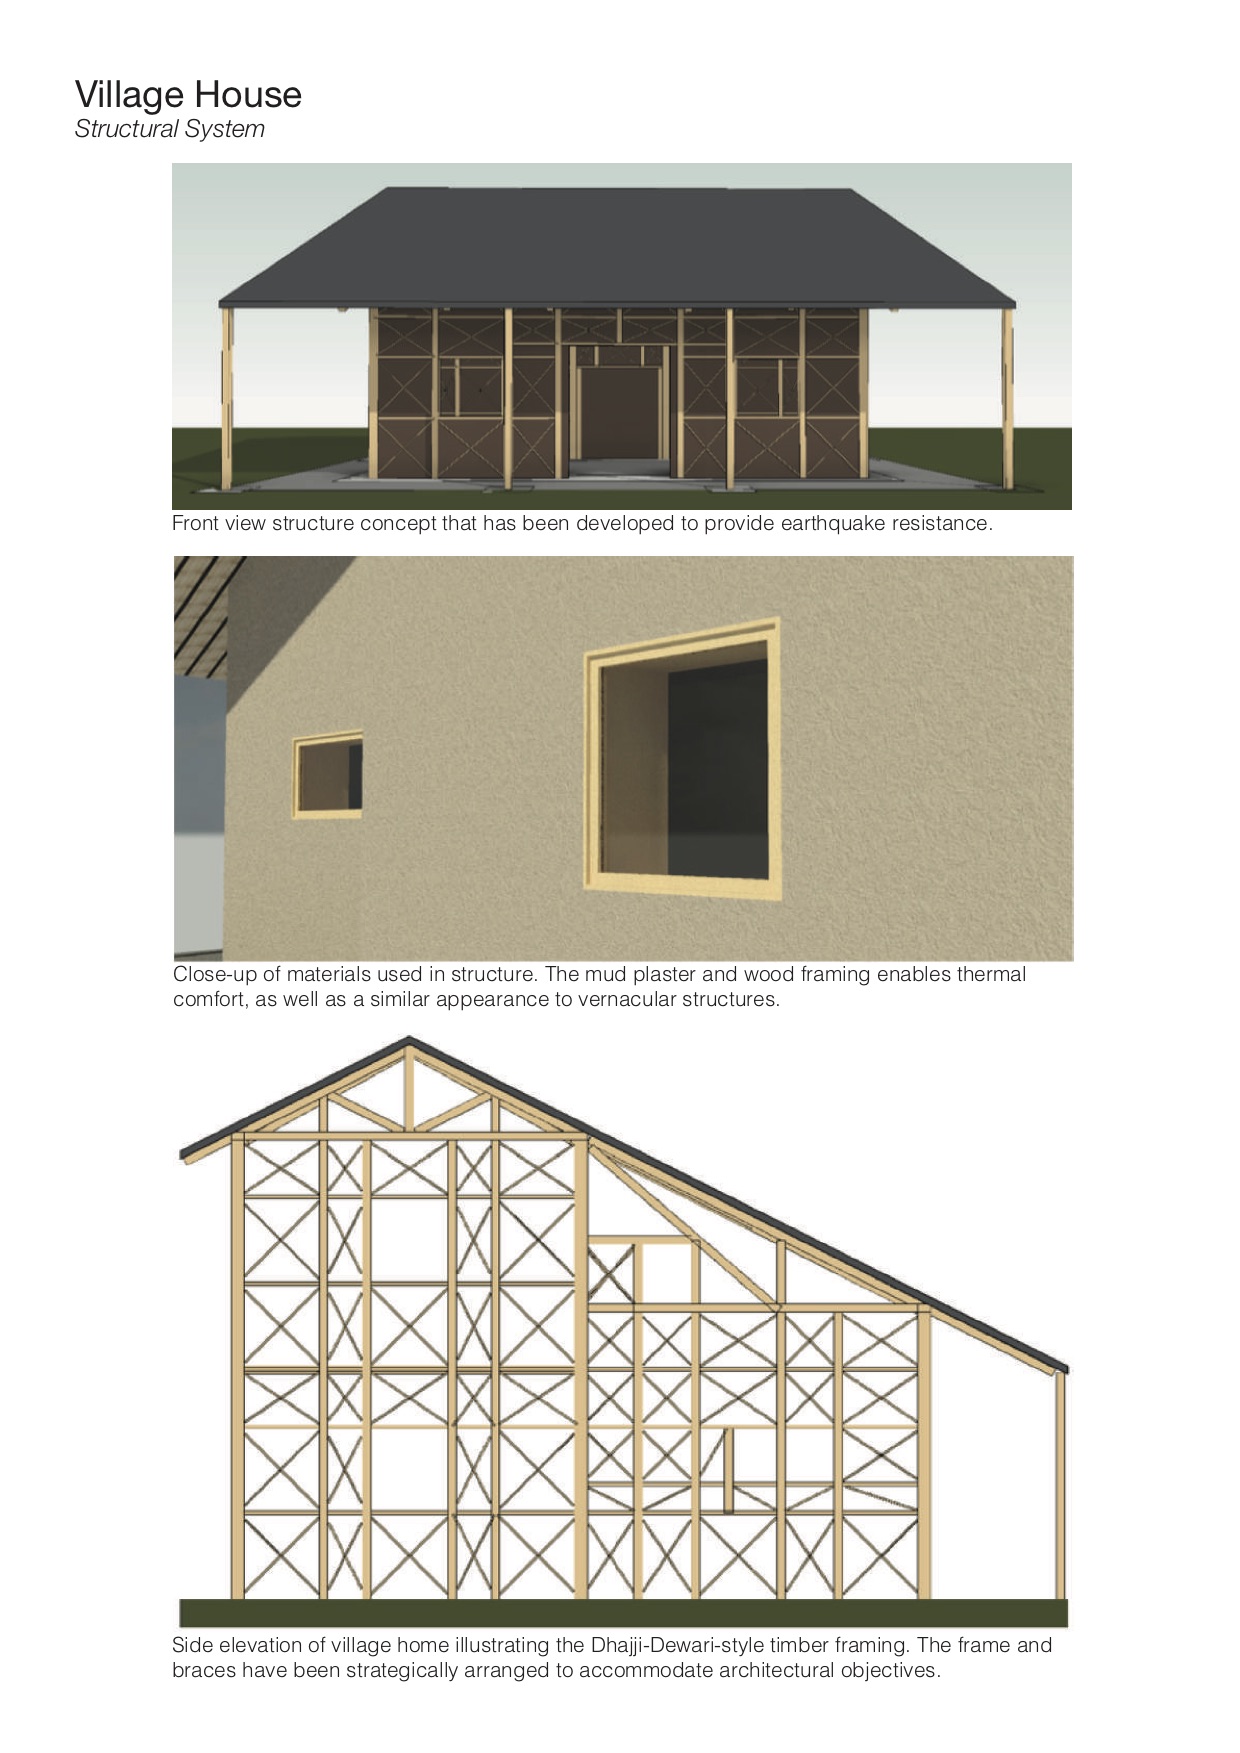 Village House
Structural System
Front view structure concept that has been developed to provide earthquake resistance.
Close-up of materials used in structure. The mud plaster and wood framing enables thermal
comfort, as well as a similar appearance to vernacular structures.
Side elevation of village home illustrating the Dhajji-Dewari-style timber framing. The frame and
braces have been strategically arranged to accommodate architectural objectives.